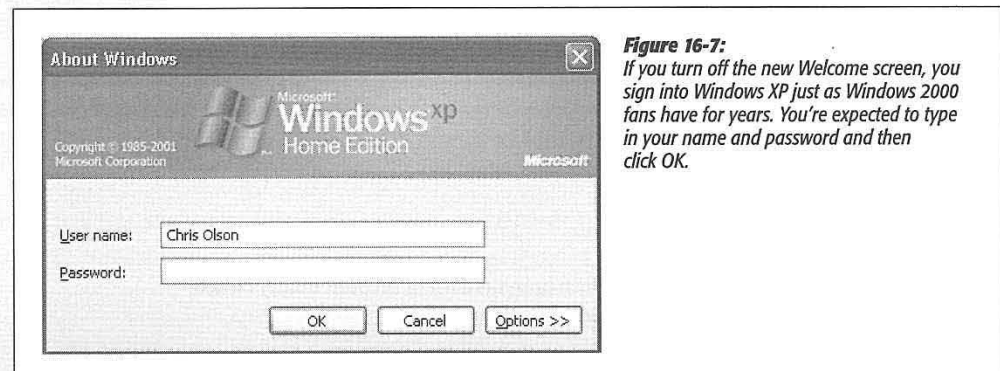 About Windows
Microsoft
Windows xp
Home Edition
Copyright © 1985-2001
Microsoft Corporation
Microsoft
User name: Chris Olson
Password:
OK Cancel Options >>
Figure 16-7:
If you turn off the new Welcome screen, you
sign into Windows XP just as Windows 2000
fans have for years. You're expected to type
in your name and password and then
click OK.